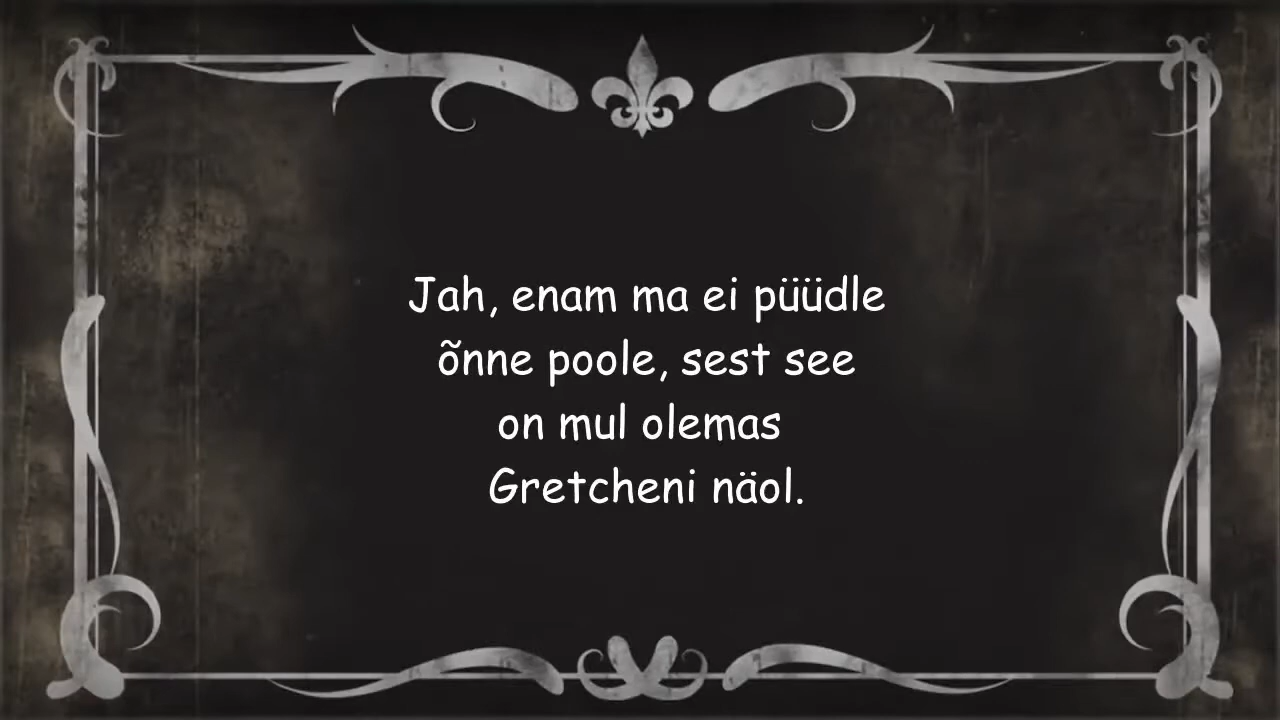 Jah, enam ma ei püüdle
õnne poole, sest see
on mul olemas
Gretcheni näol.